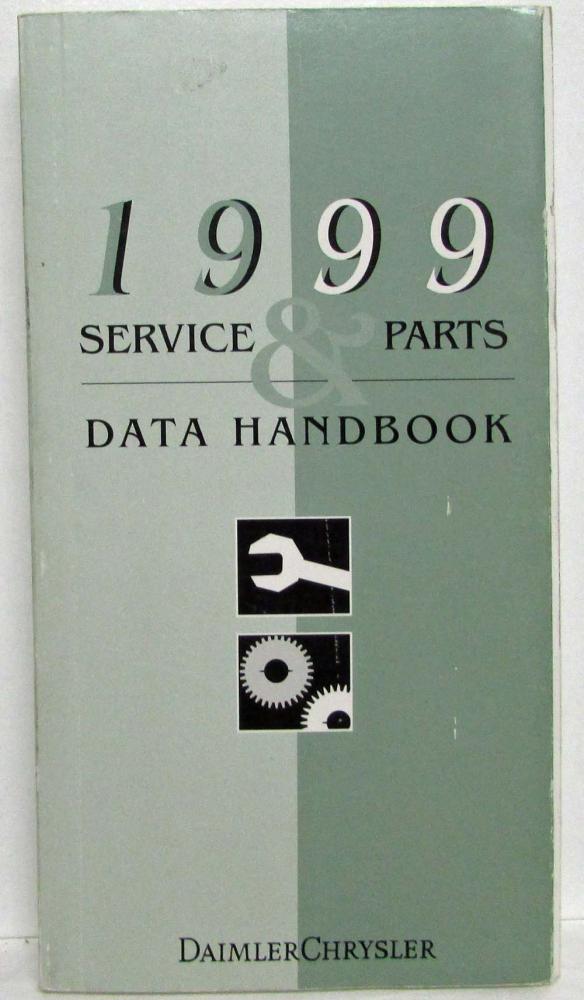 1999
SERVICE & PARTS
DATA HANDBOOK
DAIMLERCHRYSLER